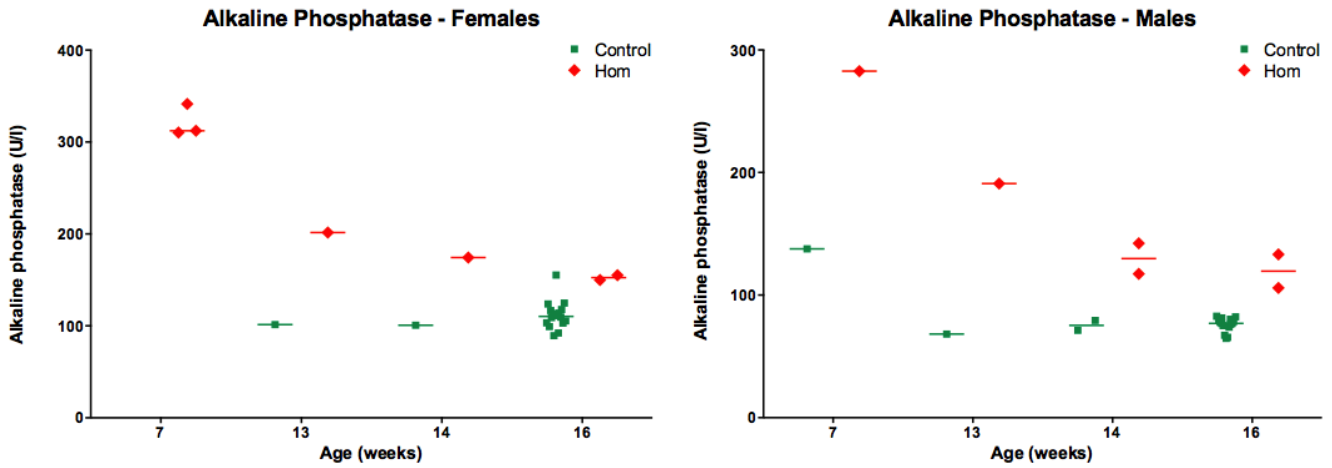 Alkaline Phosphatase - Females
Control
Hom
Alkaline phosphatase (U/l)
400
300
200
100
0
7 13 14 16
Age (weeks)
Alkaline Phosphatase - Males
Control
Hom
Alkaline phosphatase (U/l)
300
200
100
0
7 13 14 16
Age (weeks)